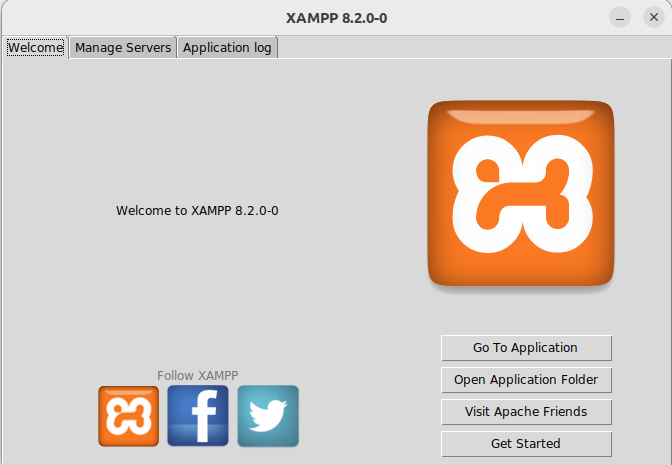 XAMPP 8.2.0-0
Welcome
Manage Servers
Application log
Welcome to XAMPP 8.2.0-0
Go To Application
Open Application Folder
Visit Apache Friends
Get Started
Follow XAMPP